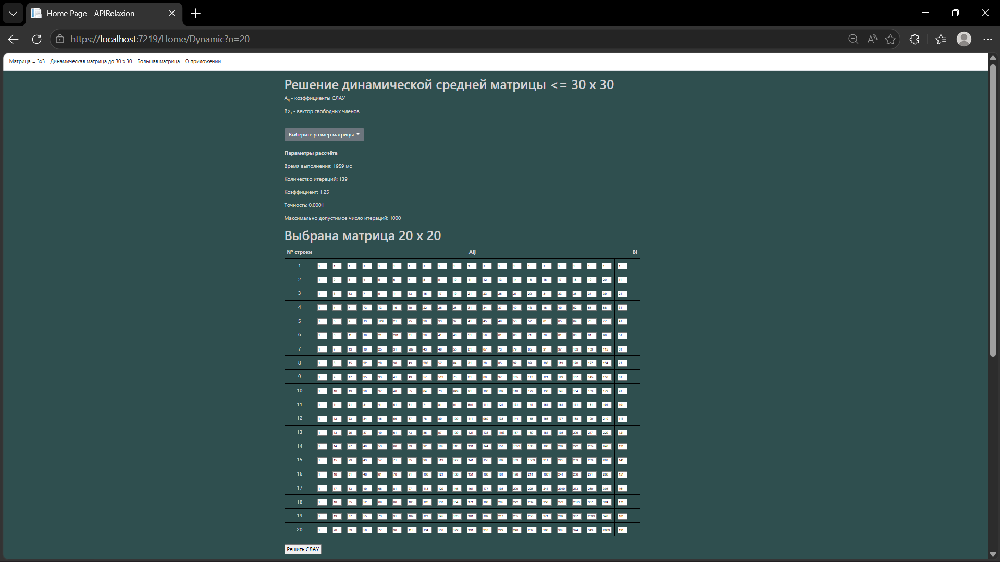 Home Page - APIRelaxion
https://localhost:7219/Home/Dynamic?n=20
Матрица = 3x3 Динамическая матрица до 30 x 30 Большая матрица О приложении
Решение динамической средней матрицы <= 30 x 30
Aij - коэффициенты СЛАУ
B>i - вектор свободных членов
Выберите размер матрицы
Параметры рассчёта
Время выполнения: 1959 мс
Количество итераций: 139
Коэффициент: 1,25
Точность: 0,0001
Максимально допустимое число итераций: 1000
Выбрана матрица 20 x 20
№ строки Aij Bi
1 1 1 1 1 1 1 1 1 1 1 1 1 1 1 1 1 1 1 1 1 1
2 1 9 3 4 5 6 7 8 9 10 11 12 13 14 15 16 17 18 19 20 11
3 1 3 33 7 9 11 13 15 17 19 21 23 25 27 29 31 33 35 37 39 21
4 1 4 7 73 13 16 19 22 25 28 31 34 37 40 43 46 49 52 55 58 31
5 1 5 9 13 129 21 25 29 33 37 41 45 49 53 57 61 65 69 73 77 41
6 1 6 11 16 21 201 31 36 41 46 51 56 61 66 71 76 81 86 91 96 51
7 1 7 13 19 25 31 289 43 49 55 61 67 73 79 85 91 97 103 109 115 61
8 1 8 15 22 29 36 43 393 57 64 71 78 85 92 99 106 113 120 127 134 71
9 1 9 17 25 33 41 49 57 513 73 81 89 97 105 113 121 129 137 145 153 81
10 1 10 19 28 37 46 55 64 73 649 91 100 109 118 127 136 145 154 163 172 91
11 1 11 21 31 41 51 61 71 81 91 801 111 121 131 141 151 161 171 181 191 101
12 1 12 23 34 45 56 67 78 89 100 111 969 133 144 155 166 177 188 199 210 111
13 1 13 25 37 49 61 73 85 97 109 121 133 1153 157 169 181 193 205 217 229 121
14 1 14 27 40 53 66 79 92 105 118 131 144 157 1353 183 196 209 222 235 248 131
15 1 15 29 43 57 71 85 99 113 127 141 155 169 183 1569 211 225 239 253 267 141
16 1 16 31 46 61 76 91 106 121 136 151 166 181 196 211 1801 241 256 271 286 151
17 1 17 33 49 65 81 97 113 129 145 161 177 193 209 225 241 2049 273 289 305 161
18 1 18 35 52 69 86 103 120 137 154 171 188 205 222 239 256 273 2313 307 324 171
19 1 19 37 55 73 91 109 127 145 163 181 199 217 235 253 271 289 307 2593 343 181
20 1 20 39 58 77 96 115 134 153 172 191 210 229 248 267 286 305 324 343 2889 191
Решить СЛАУ